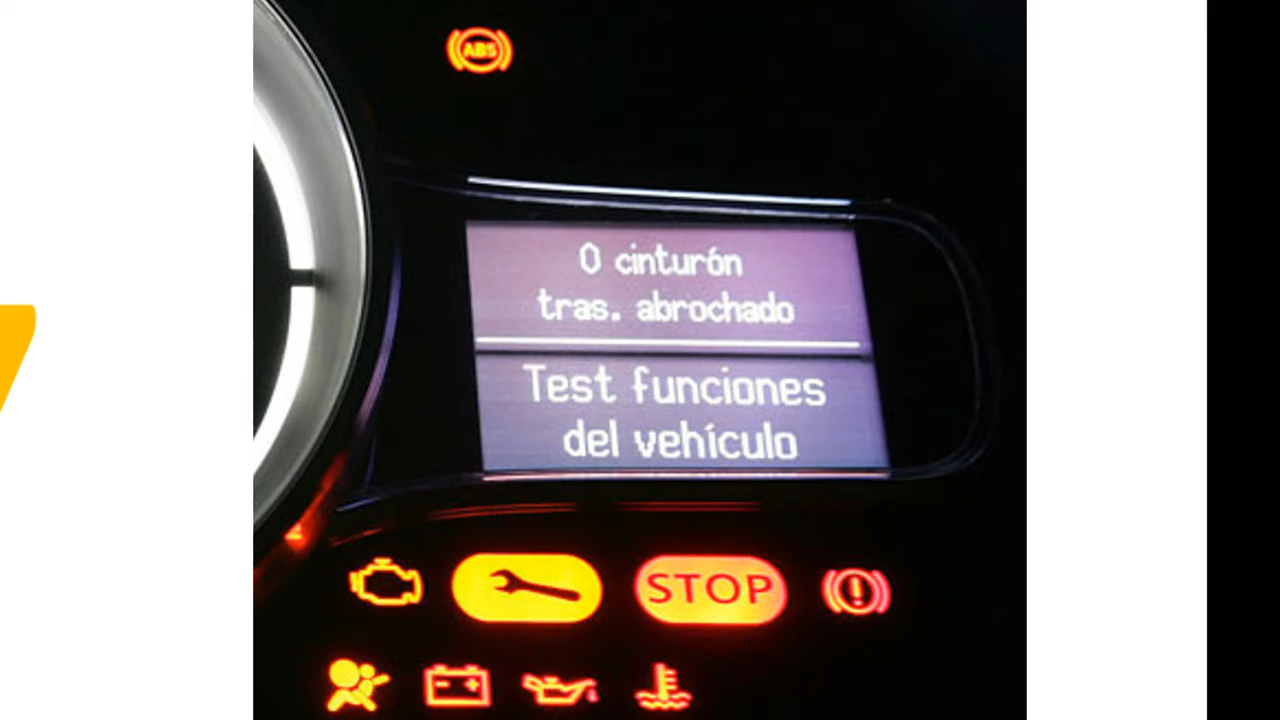 ABS
0 cinturón
tras. abrochado
Test funciones
del vehículo
STOP